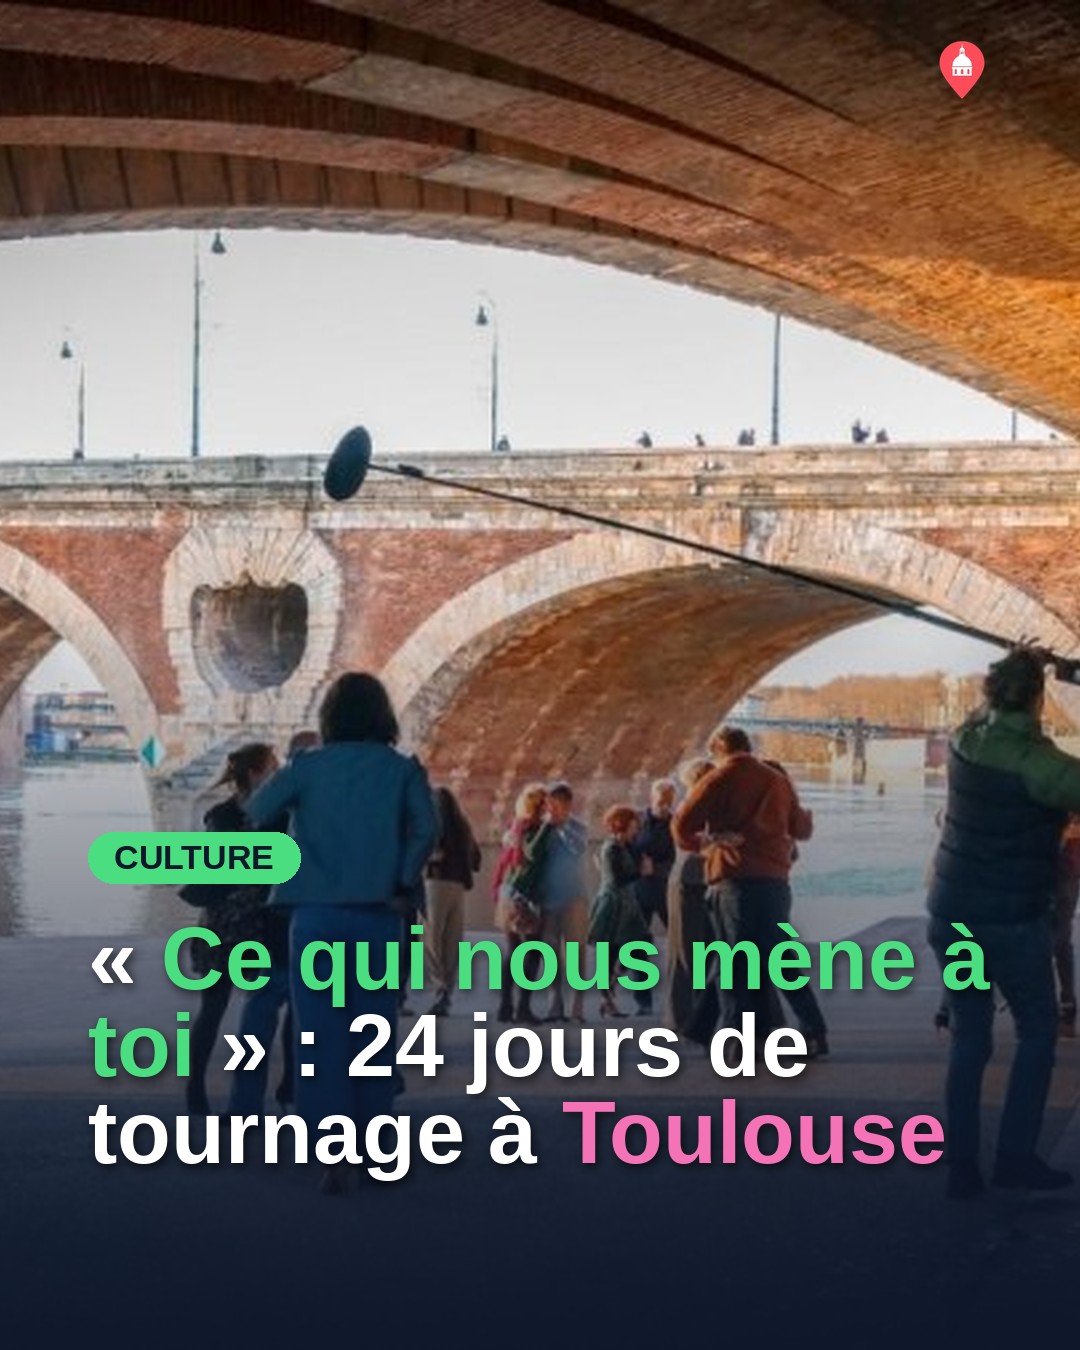 CULTURE
« Ce qui nous mène à
toi » : 24 jours de
tournage à Toulouse